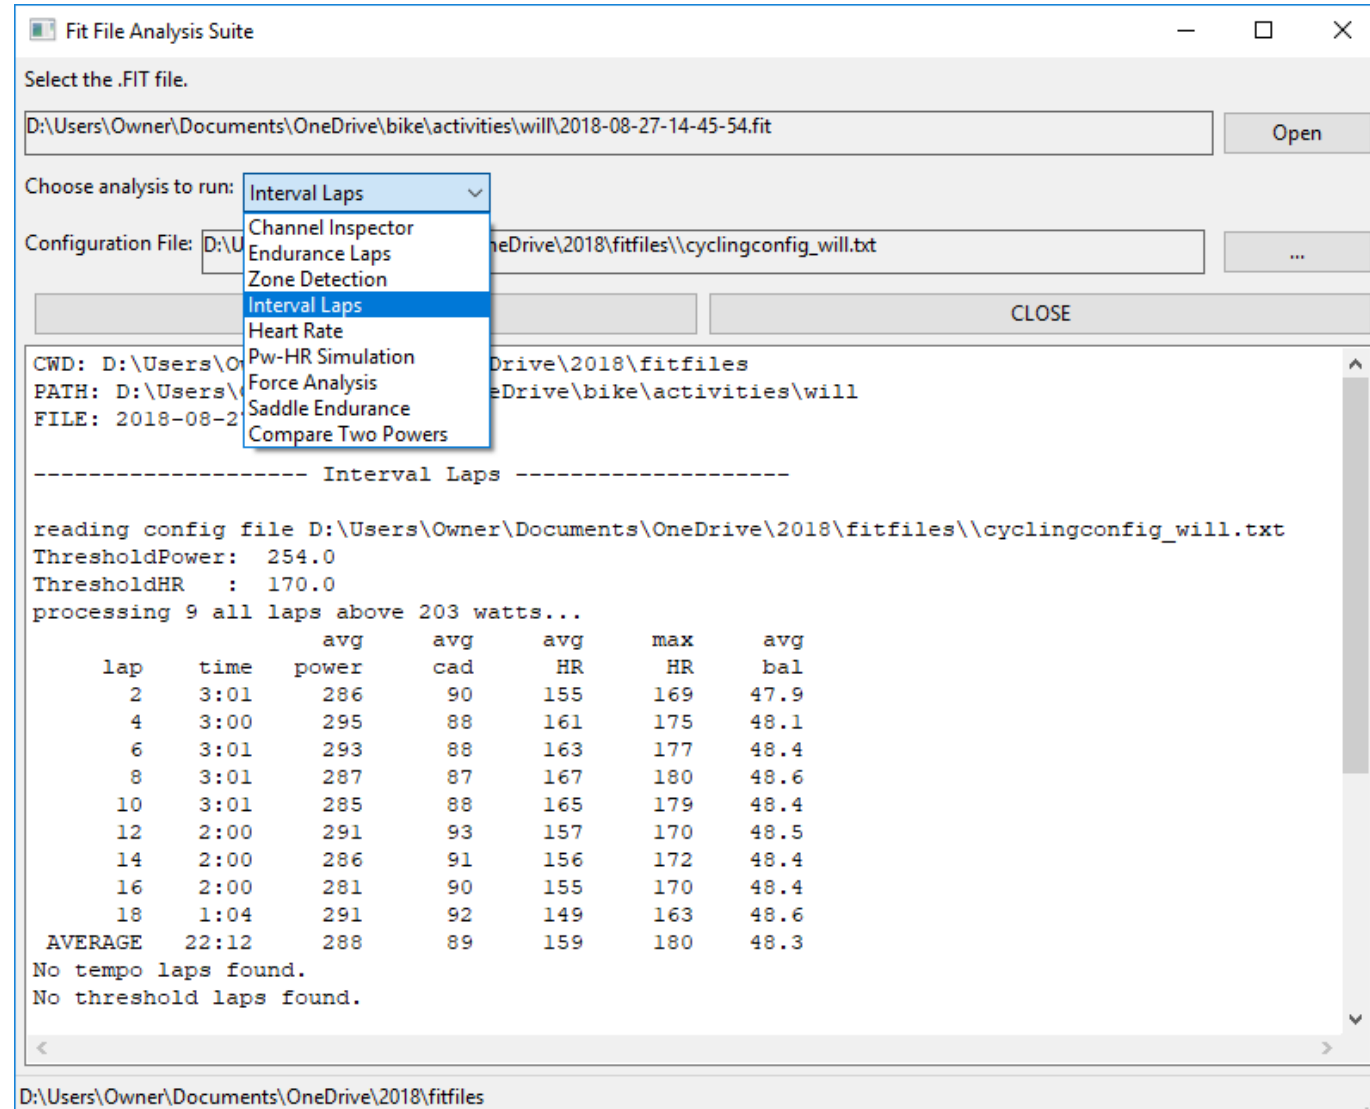 Fit File Analysis Suite
Select the .FIT file.
D:\Users\Owner\Documents\OneDrive\bike\activities\will\2018-08-27-14-45-54.fit
Open
Choose analysis to run: Interval Laps
Channel Inspector
Endurance Laps
Zone Detection
Interval Laps
Heart Rate
Pw-HR Simulation
Force Analysis
Saddle Endurance
Compare Two Powers
Configuration File: D:\U neDrive\2018\fitfiles\\cyclingconfig_will.txt
...
CLOSE
CWD: D:\Users\Ow Drive\2018\fitfiles
PATH: D:\Users\ eDrive\bike\activities\will
FILE: 2018-08-2
-------------------- Interval Laps --------------------
reading config file D:\Users\Owner\Documents\OneDrive\2018\fitfiles\\cyclingconfig_will.txt
ThresholdPower: 254.0
ThresholdHR : 170.0
processing 9 all laps above 203 watts...
avg avg avg max avg
lap time power cad HR HR bal
2 3:01 286 90 155 169 47.9
4 3:00 295 88 161 175 48.1
6 3:01 293 88 163 177 48.4
8 3:01 287 87 167 180 48.6
10 3:01 285 88 165 179 48.4
12 2:00 291 93 157 170 48.5
14 2:00 286 91 156 172 48.4
16 2:00 281 90 155 170 48.4
18 1:04 291 92 149 163 48.6
AVERAGE 22:12 288 89 159 180 48.3
No tempo laps found.
No threshold laps found.
D:\Users\Owner\Documents\OneDrive\2018\fitfiles